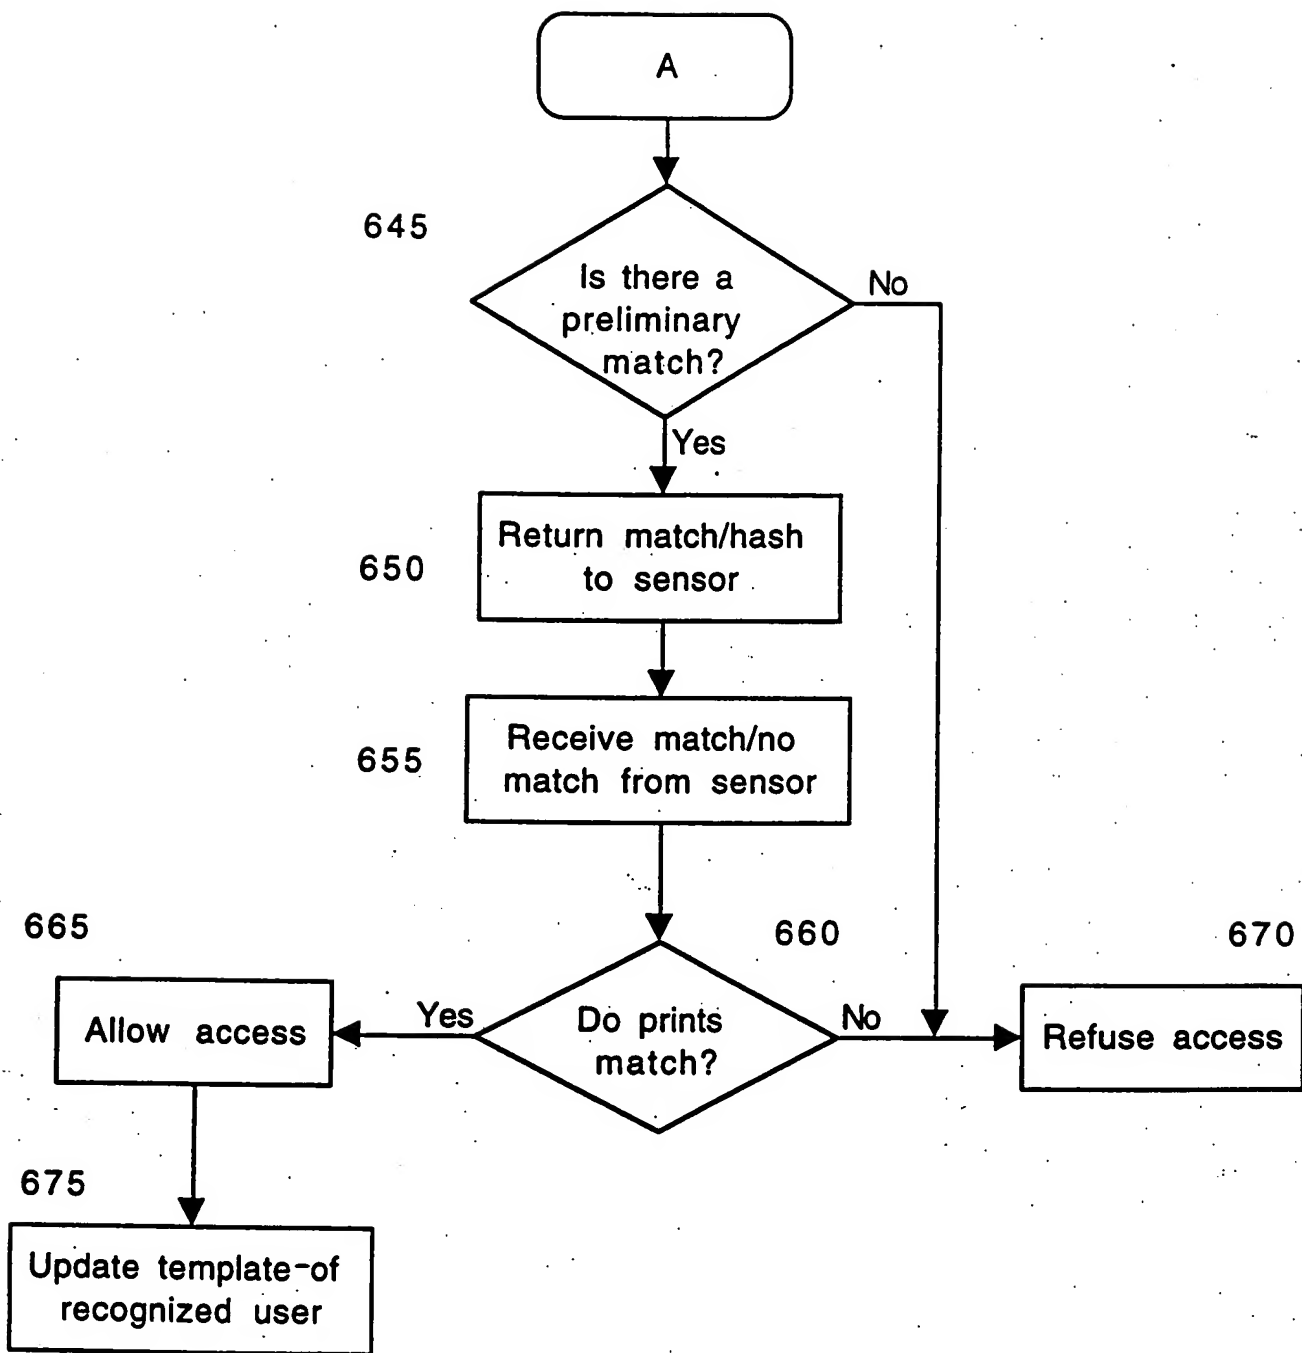 A
645
Is there a
preliminary
match?
No
Yes
650
Return match/hash
to sensor
655
Receive match/no
match from sensor
665
660
670
Allow access
Yes
Do prints
match?
No
Refuse access
675
Update template-of
recognized user